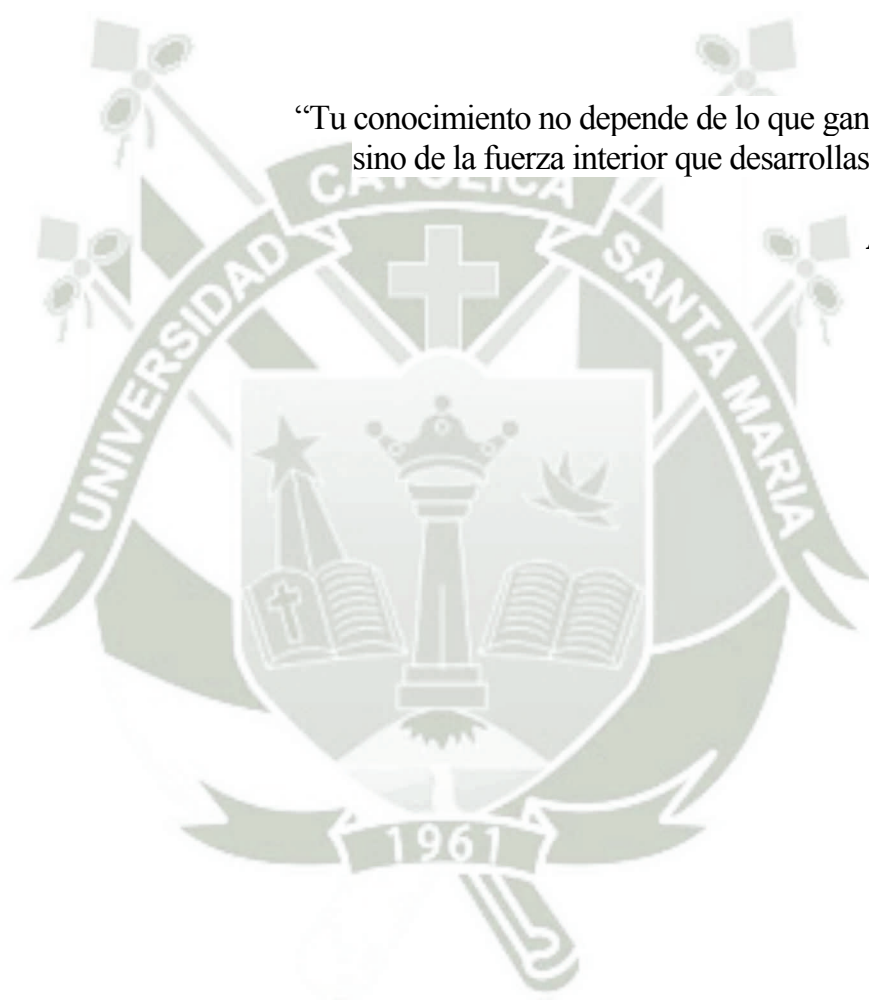 “Tu conocimiento no depende de lo que gan
sino de la fuerza interior que desarrollas
UNIVERSIDAD CATOLICA SANTA MARIA
1961